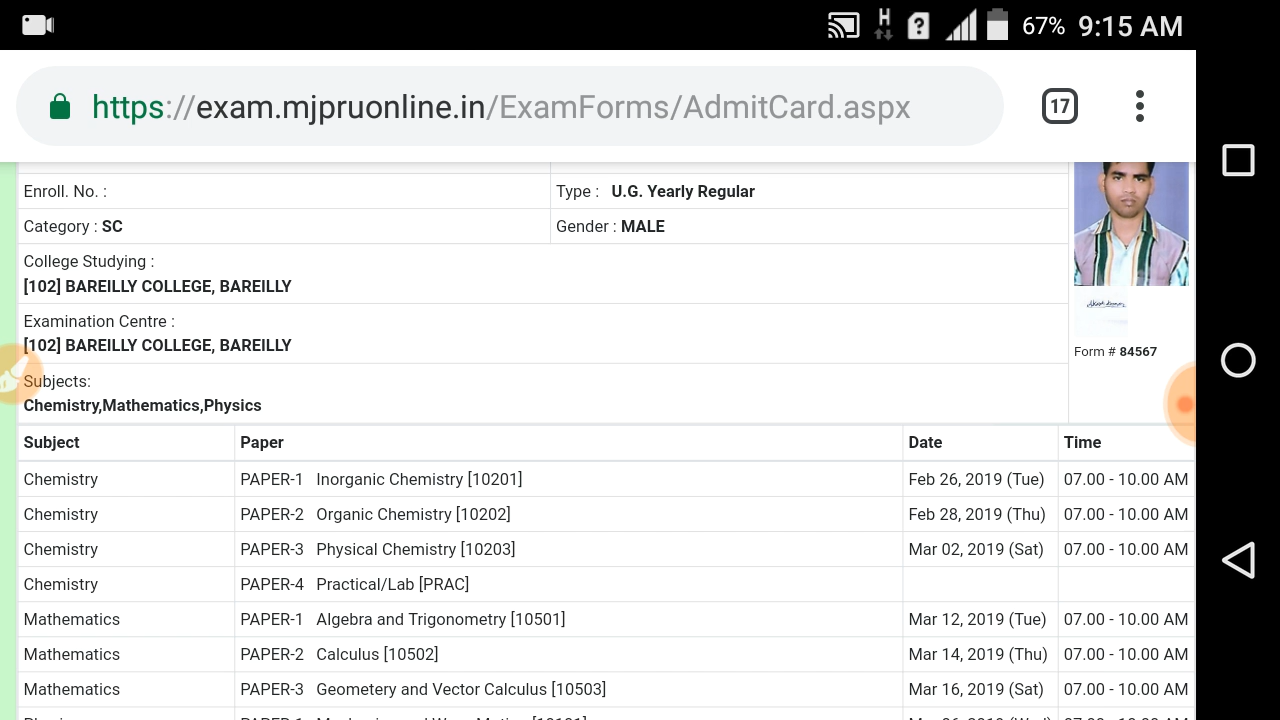 67% 9:15 AM
https://exam.mjpruonline.in/ExamForms/AdmitCard.aspx 17
Enroll. No. : Type : U.G. Yearly Regular
Category : SC Gender : MALE
College Studying :
[102] BAREILLY COLLEGE, BAREILLY
Examination Centre :
[102] BAREILLY COLLEGE, BAREILLY
Form # 84567
Subjects:
Chemistry,Mathematics,Physics
Subject Paper Date Time
Chemistry PAPER-1 Inorganic Chemistry [10201] Feb 26, 2019 (Tue) 07.00 - 10.00 AM
Chemistry PAPER-2 Organic Chemistry [10202] Feb 28, 2019 (Thu) 07.00 - 10.00 AM
Chemistry PAPER-3 Physical Chemistry [10203] Mar 02, 2019 (Sat) 07.00 - 10.00 AM
Chemistry PAPER-4 Practical/Lab [PRAC]
Mathematics PAPER-1 Algebra and Trigonometry [10501] Mar 12, 2019 (Tue) 07.00 - 10.00 AM
Mathematics PAPER-2 Calculus [10502] Mar 14, 2019 (Thu) 07.00 - 10.00 AM
Mathematics PAPER-3 Geometery and Vector Calculus [10503] Mar 16, 2019 (Sat) 07.00 - 10.00 AM